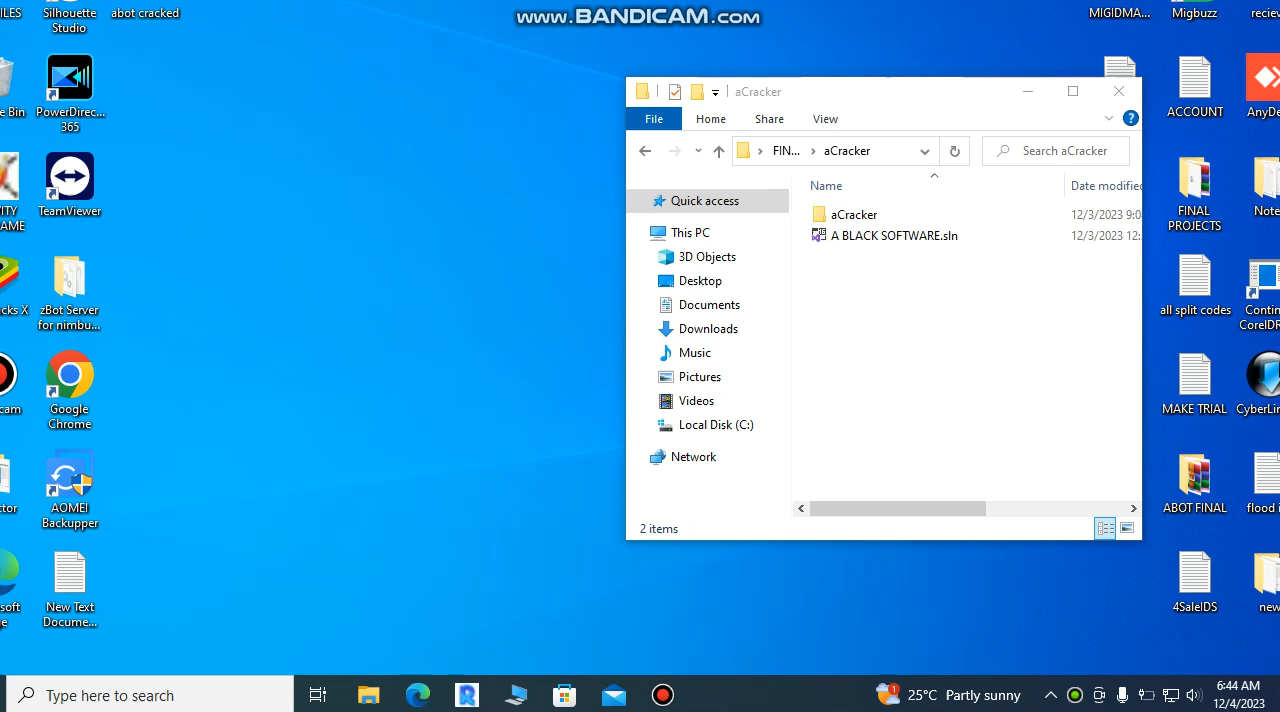 www.BANDICAM.com
ILES
Silhouette
Studio
abot cracked
e Bin
PowerDirec...
365
ITY
AME
TeamViewer
cks X
zBot Server
for nimbu...
cam
Google
Chrome
ctor
AOMEI
Backupper
soft
e
New Text
Docume...
aCracker
File
Home
Share
View
FIN...
aCracker
Search aCracker
Name
Date modified
Quick access
aCracker
12/3/2023 9:0
A BLACK SOFTWARE.sln
12/3/2023 12:
This PC
3D Objects
Desktop
Documents
Downloads
Music
Pictures
Videos
Local Disk (C:)
Network
2 items
MIGIDMA...
Migbuzz
reciev
ACCOUNT
AnyDe
FINAL
PROJECTS
Note
all split codes
Contin
CorelDR
MAKE TRIAL
CyberLin
ABOT FINAL
flood i
4SaleIDS
new
Type here to search
25°C Partly sunny
6:44 AM
12/4/2023